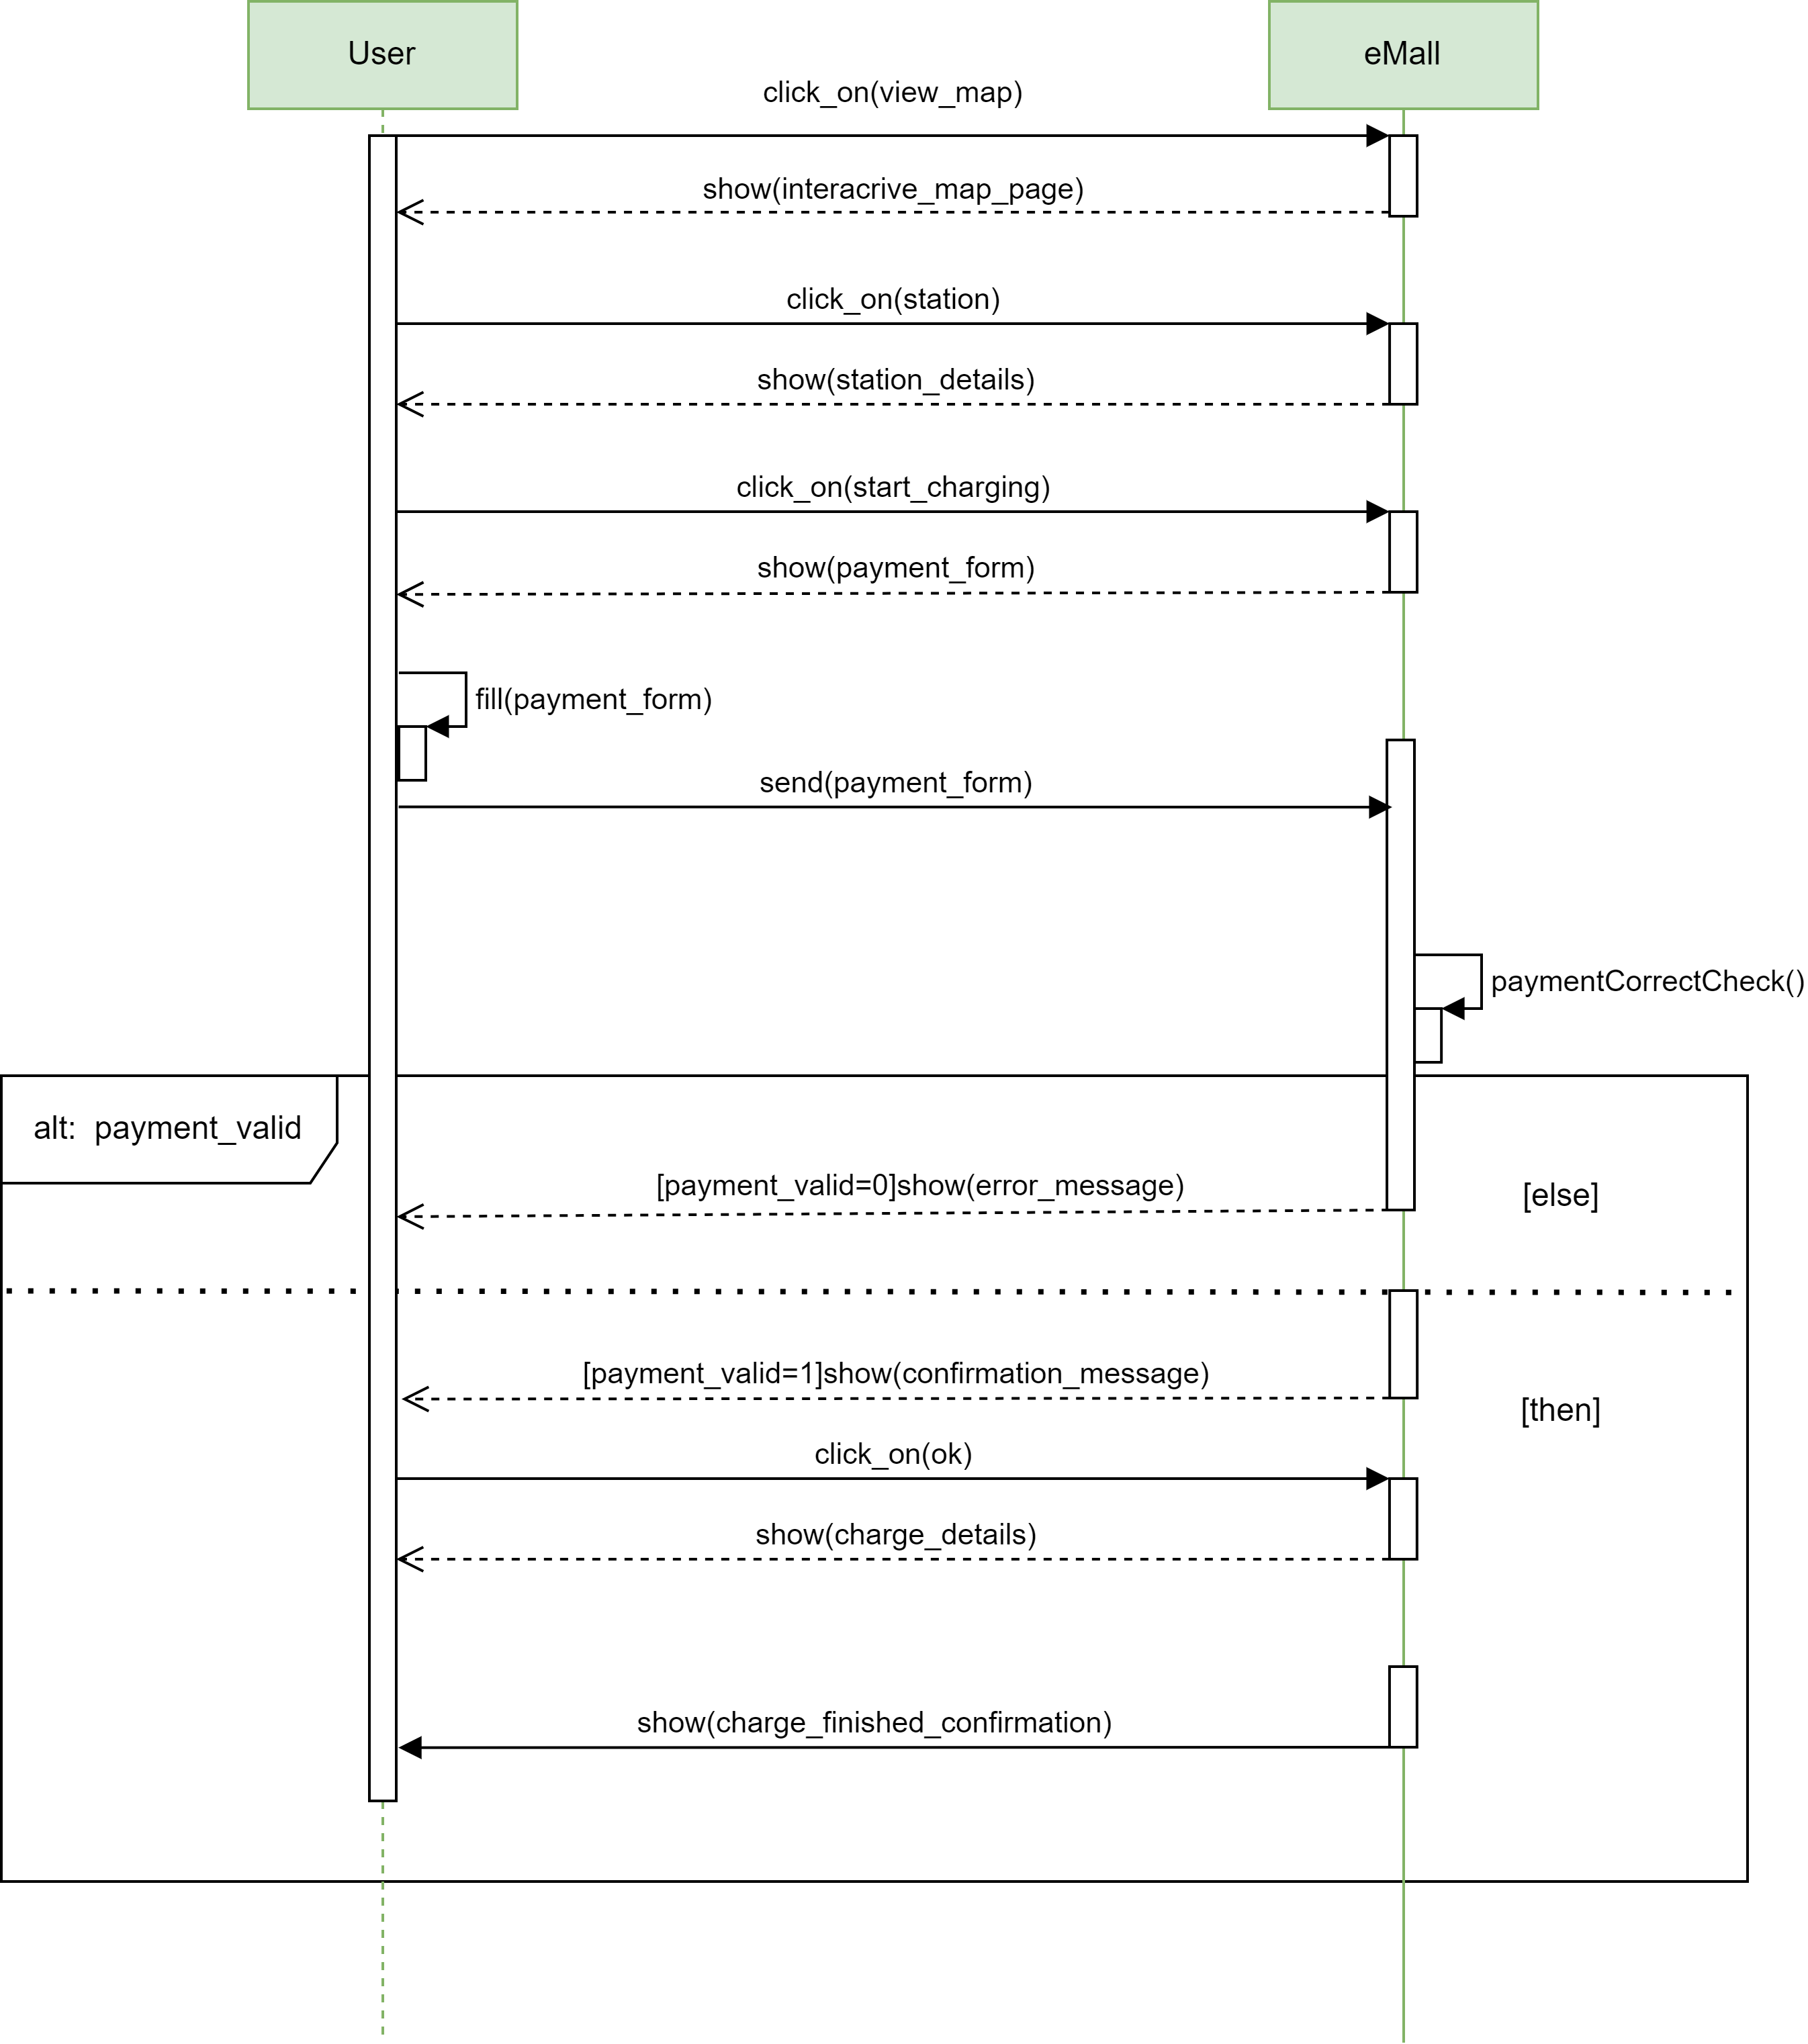 User
eMall
click_on(view_map)
show(interacrive_map_page)
click_on(station)
show(station_details)
click_on(start_charging)
show(payment_form)
fill(payment_form)
send(payment_form)
paymentCorrectCheck()
alt:  payment_valid
[payment_valid=0]show(error_message)
[else]
[payment_valid=1]show(confirmation_message)
[then]
click_on(ok)
show(charge_details)
show(charge_finished_confirmation)